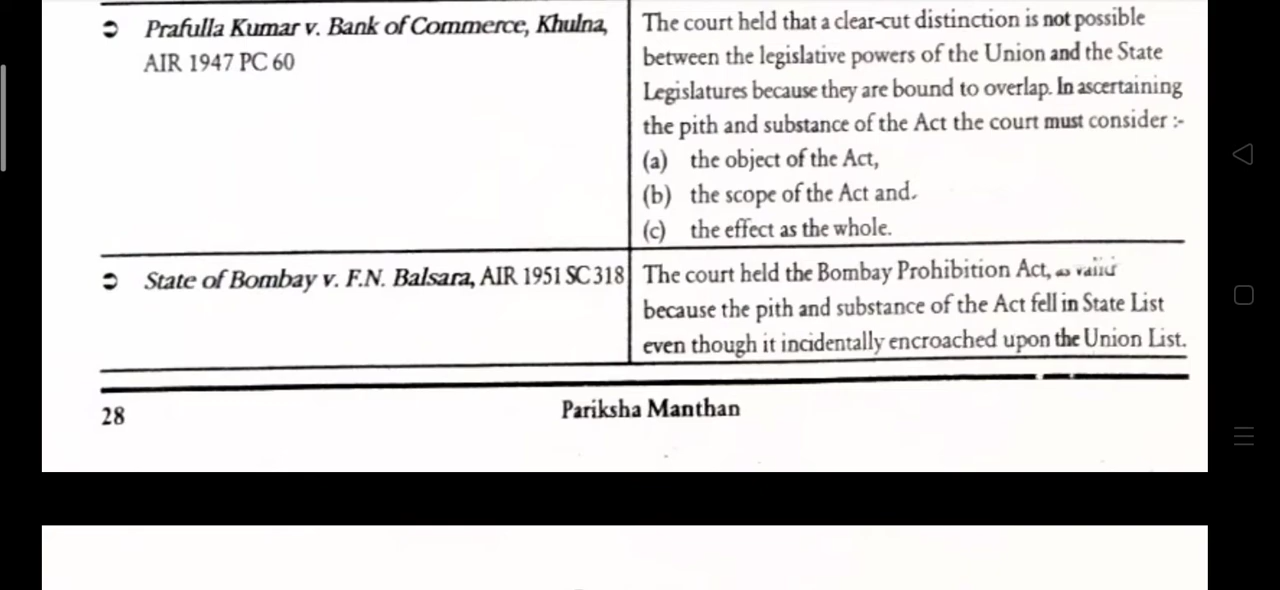 ➲ Prafulla Kumar v. Bank of Commerce, Khulna,
AIR 1947 PC 60
The court held that a clear-cut distinction is not possible
between the legislative powers of the Union and the State
Legislatures because they are bound to overlap. In ascertaining
the pith and substance of the Act the court must consider :-
(a) the object of the Act,
(b) the scope of the Act and.
(c) the effect as the whole.
➲ State of Bombay v. F.N. Balsara, AIR 1951 SC 318
The court held the Bombay Prohibition Act, as valid
because the pith and substance of the Act fell in State List
even though it incidentally encroached upon the Union List.
28
Pariksha Manthan